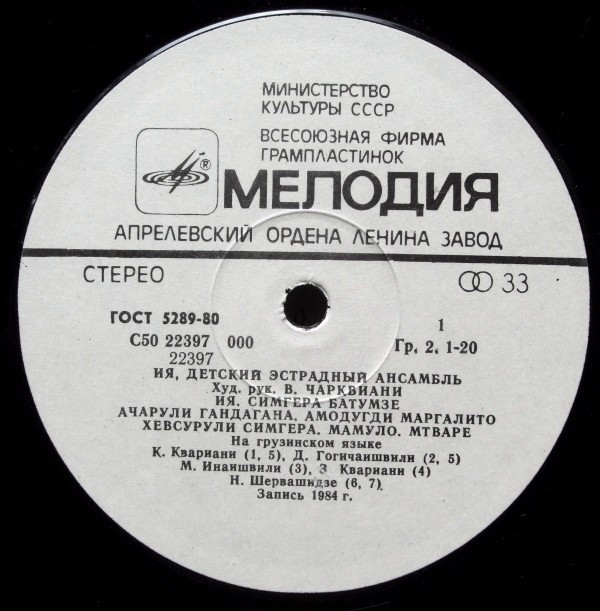 МИНИСТЕРСТВО
КУЛЬТУРЫ СССР
ВСЕСОЮЗНАЯ ФИРМА
ГРАМПЛАСТИНОК
®
МЕЛОДИЯ
АПРЕЛЕВСКИЙ ОРДЕНА ЛЕНИНА ЗАВОД
СТЕРЕО 33
ГОСТ 5289-80 1
С50 22397 000 Гр. 2. 1-20
22397
ИЯ, ДЕТСКИЙ ЭСТРАДНЫЙ АНСАМБЛЬ
Худ. рук. В. ЧАРКВИАНИ
ИЯ. СИМГЕРА БАТУМЗЕ
АЧАРУЛИ ГАНДАГАНА. АМОДУГДИ МАРГАЛИТО
ХЕВСУРУЛИ СИМГЕРА. МАМУЛО. МТВАРЕ
На грузинском языке
К. Квариани (1, 5), Д. Гогичаишвили (2, 5)
М. Инаишвили (3), З Квариани (4)
Н. Шервашидзе (6, 7)
Запись 1984 г.